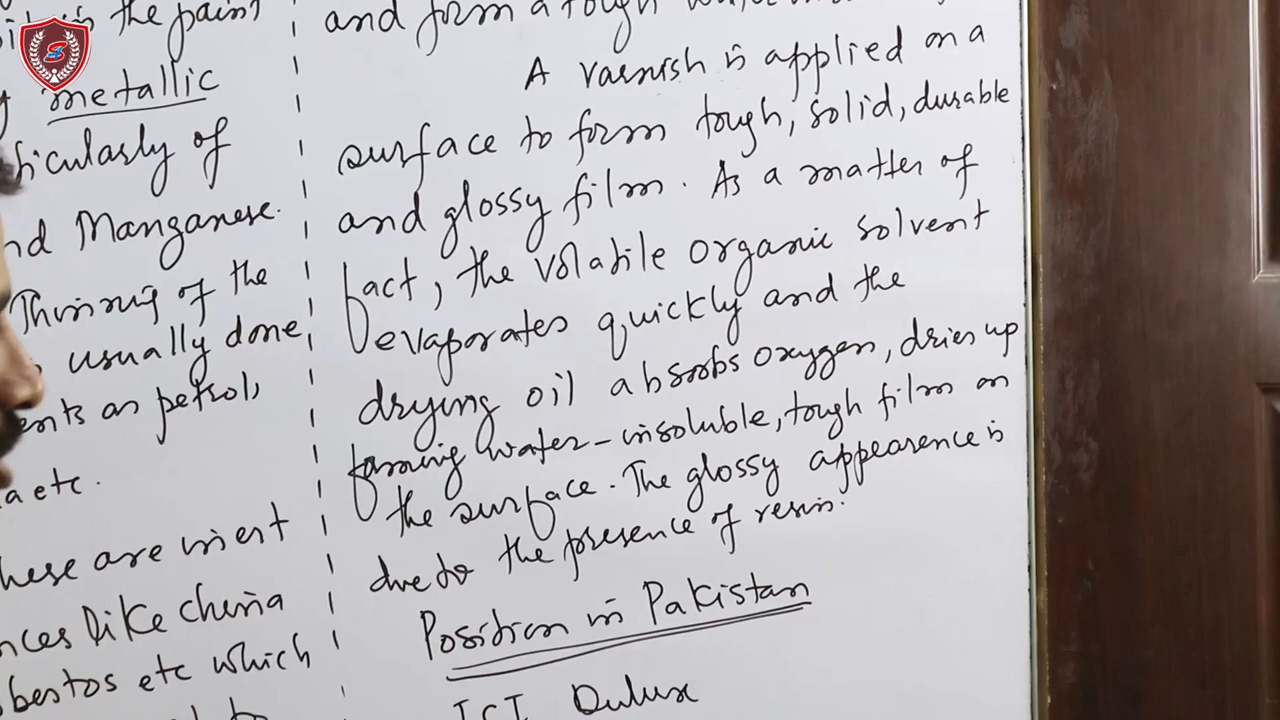 the paint
metallic
icularly of
nd Manganese.
Thinning of the
usually done
ents as petrol,
a etc.
hese are inert
nces like china
bestos etc which
and form a tough
A varnish is applied on a
surface to form tough, solid, durable
and glossy film. As a matter of
fact, the volatile organic solvent
evaporates quickly and the
drying oil absorbs oxygen, dries up
forming water-insoluble, tough film on
the surface. The glossy appearence is
due to the presence of resin.
Position in Pakistan
ICI Dulux